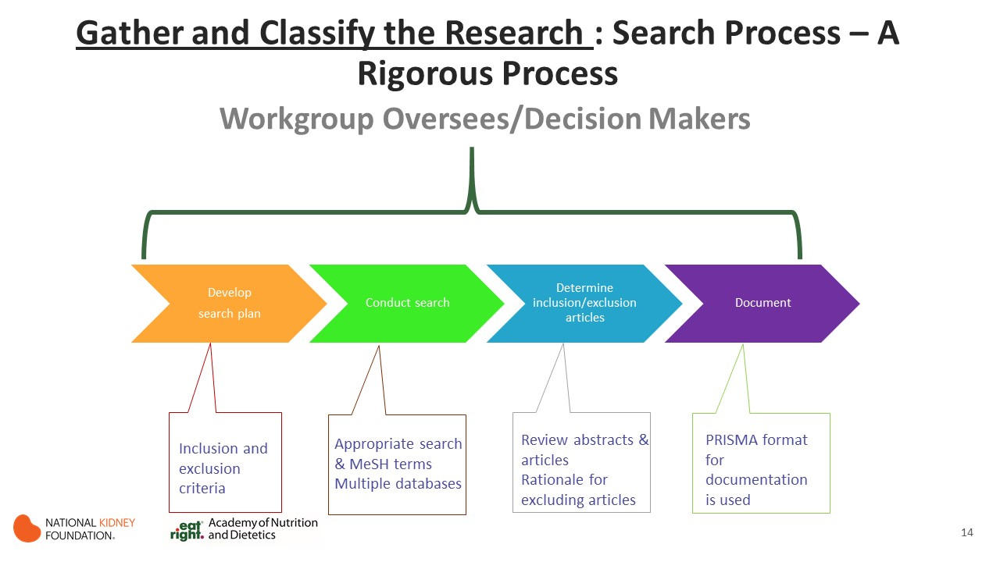 Gather and Classify the Research : Search Process – A
Rigorous Process
Workgroup Oversees/Decision Makers
Develop
search plan
Conduct search
Determine
inclusion/exclusion
articles
Document
Inclusion and
exclusion
criteria
Appropriate search
& MeSH terms
Multiple databases
Review abstracts &
articles
Rationale for
excluding articles
PRISMA format
for
documentation
is used
NATIONAL KIDNEY
FOUNDATION®
eat
right.
Academy of Nutrition
and Dietetics
14